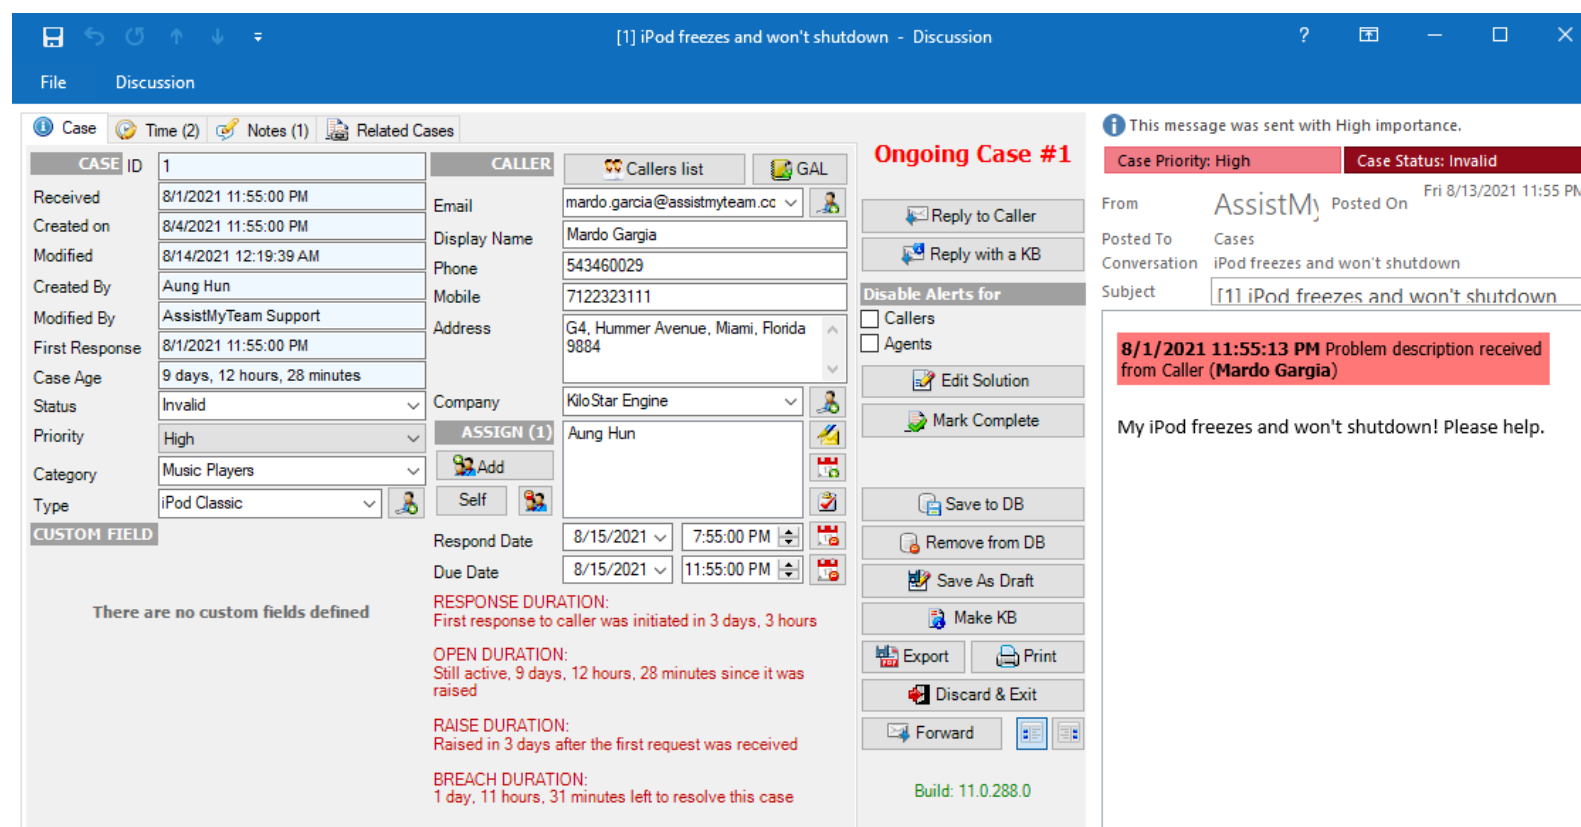 [1] iPod freezes and won't shutdown - Discussion
?
File Discussion
Case Time (2) Notes (1) Related Cases
CASE ID 1
Received 8/1/2021 11:55:00 PM
Created on 8/4/2021 11:55:00 PM
Modified 8/14/2021 12:19:39 AM
Created By Aung Hun
Modified By AssistMyTeam Support
First Response 8/1/2021 11:55:00 PM
Case Age 9 days, 12 hours, 28 minutes
Status Invalid
Priority High
Category Music Players
Type iPod Classic
CUSTOM FIELD
There are no custom fields defined
CALLER Callers list GAL
Email mardo.garcia@assistmyteam.cc
Display Name Mardo Gargia
Phone 543460029
Mobile 7122323111
Address G4, Hummer Avenue, Miami, Florida
9884
Company KiloStar Engine
ASSIGN (1) Aung Hun
Add
Self
Respond Date 8/15/2021 7:55:00 PM
Due Date 8/15/2021 11:55:00 PM
RESPONSE DURATION:
First response to caller was initiated in 3 days, 3 hours
OPEN DURATION:
Still active, 9 days, 12 hours, 28 minutes since it was
raised
RAISE DURATION:
Raised in 3 days after the first request was received
BREACH DURATION:
1 day, 11 hours, 31 minutes left to resolve this case
Ongoing Case #1
Reply to Caller
Reply with a KB
Disable Alerts for
Callers
Agents
Edit Solution
Mark Complete
Save to DB
Remove from DB
Save As Draft
Make KB
Export Print
Discard & Exit
Forward
Build: 11.0.288.0
This message was sent with High importance.
Case Priority: High Case Status: Invalid
From AssistMy Posted On Fri 8/13/2021 11:55 PM
Posted To Cases
Conversation iPod freezes and won't shutdown
Subject [1] iPod freezes and won't shutdown
8/1/2021 11:55:13 PM Problem description received
from Caller (Mardo Gargia)
My iPod freezes and won't shutdown! Please help.